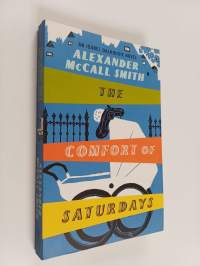 AN ISABEL DALHOUSIE NOVEL
ALEXANDER
McCALL SMITH
THE
COMFORT OF
SATURDAYS